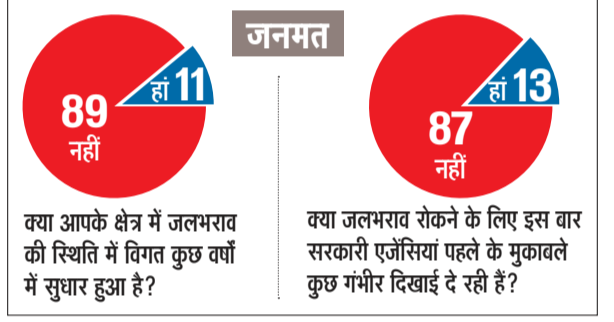 जनमत
हां 11
89
नहीं
क्या आपके क्षेत्र में जलभराव
की स्थिति में विगत कुछ वर्षों
में सुधार हुआ है?
हां 13
87
नहीं
क्या जलभराव रोकने के लिए इस बार
सरकारी एजेंसियां पहले के मुकाबले
कुछ गंभीर दिखाई दे रही हैं?